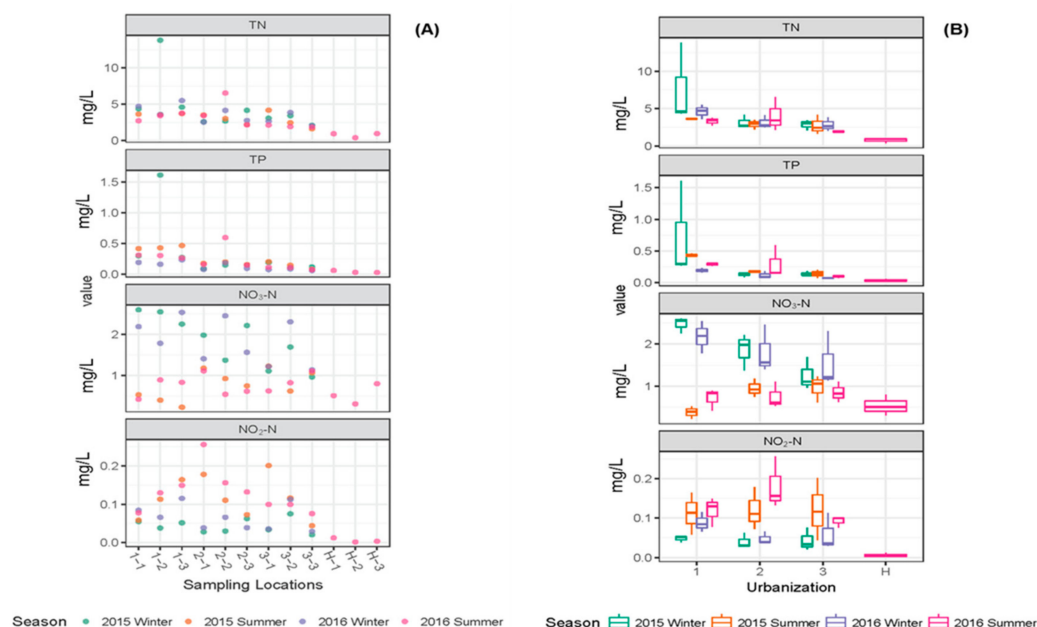 (A)
TN
10
5
0
mg/L
TP
1.5
1.0
0.5
0.0
mg/L
value
NO₃-N
2
1
mg/L
NO₂-N
0.2
0.1
0.0
mg/L
1-1 1-2 1-3 2-1 2-2 2-3 3-1 3-2 3-3 H-1 H-2 H-3
Sampling Locations
Season 2015 Winter 2015 Summer 2016 Winter 2016 Summer
(B)
TN
10
5
0
mg/L
TP
1.5
1.0
0.5
0.0
mg/L
value
NO₃-N
2
1
mg/L
NO₂-N
0.2
0.1
0.0
mg/L
1 2 3 H
Urbanization
Season 2015 Winter 2015 Summer 2016 Winter 2016 Summer